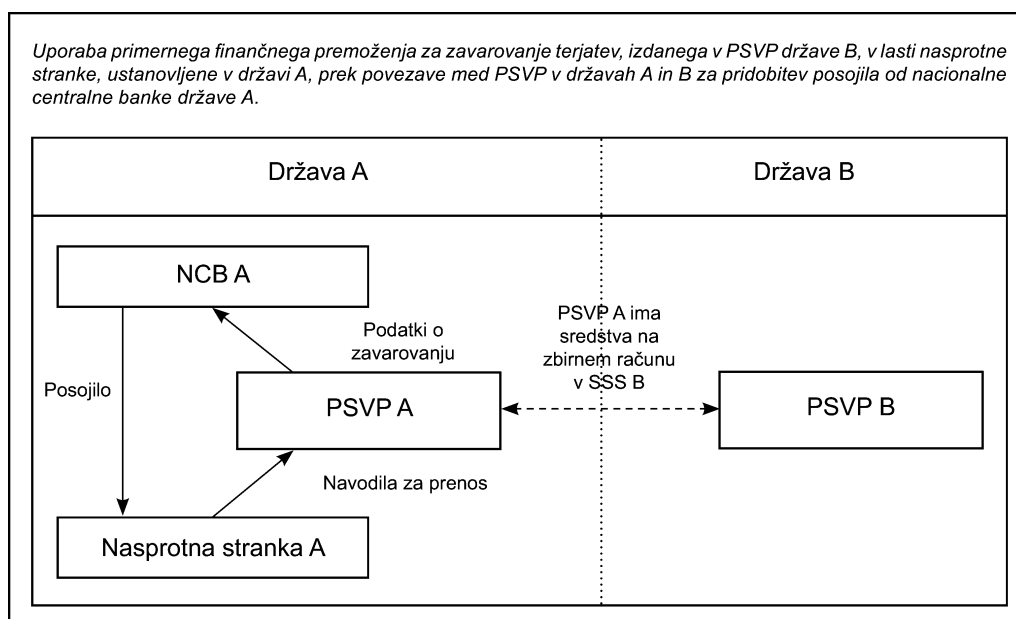 Uporaba primernega finančnega premoženja za zavarovanje terjatev, izdanega v PSVP države B, v lasti nasprotne
stranke, ustanovljene v državi A, prek povezave med PSVP v državah A in B za pridobitev posojila od nacionalne
centralne banke države A.
Država A
Država B
NCB A
Podatki o
zavarovanju
PSVP A ima
sredstva na
zbirnem računu
v SSS B
Posojilo
PSVP A
PSVP B
Navodila za prenos
Nasprotna stranka A